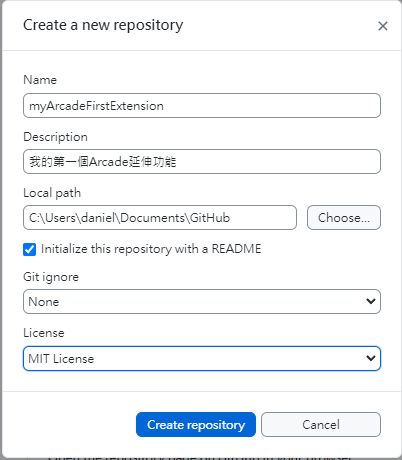 Create a new repository
Name
myArcadeFirstExtension
Description
我的第一個Arcade延伸功能
Local path
C:\Users\daniel\Documents\GitHub
Choose...
Initialize this repository with a README
Git ignore
None
License
MIT License
Create repository
Cancel